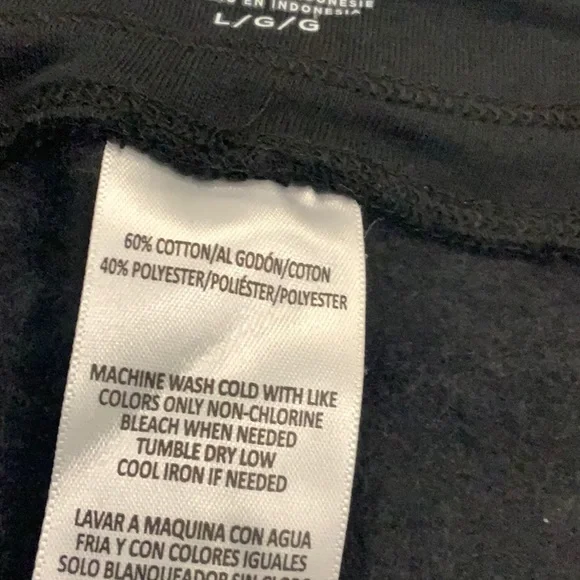 EN INDONESIA
L/G/G
60% COTTON/AL GODÓN/COTON
40% POLYESTER/POLIÉSTER/POLYESTER
MACHINE WASH COLD WITH LIKE
COLORS ONLY NON-CHLORINE
BLEACH WHEN NEEDED
TUMBLE DRY LOW
COOL IRON IF NEEDED
LAVAR A MAQUINA CON AGUA
FRIA Y CON COLORES IGUALES
SOLO BLANQUEADOR SIN